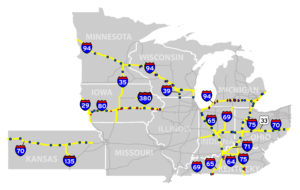 MINNESOTA
94
WISCONSIN
94
35
39
IOWA
29
80
380
94
MICHIGAN
65
69
75
33
70
OHIO
ILLINOIS
71
70
KANSAS
135
MISSOURI
69
65
64
75